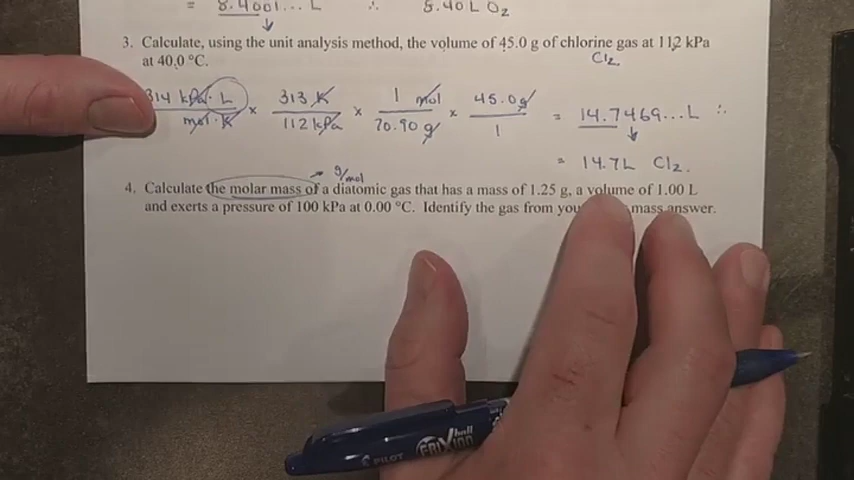 = 8.4001... L ∴ 8.40 L O2
3. Calculate, using the unit analysis method, the volume of 45.0 g of chlorine gas at 112 kPa
at 40.0 °C. Cl2
314 kPa·L / mol·K × 313 K / 112 kPa × 1 mol / 70.90 g × 45.0 g / 1 = 14.7469... L ∴
= 14.7 L Cl2.
g/mol
4. Calculate the molar mass of a diatomic gas that has a mass of 1.25 g, a volume of 1.00 L
and exerts a pressure of 100 kPa at 0.00 °C. Identify the gas from mass answer.
PILOT FRIXION ball